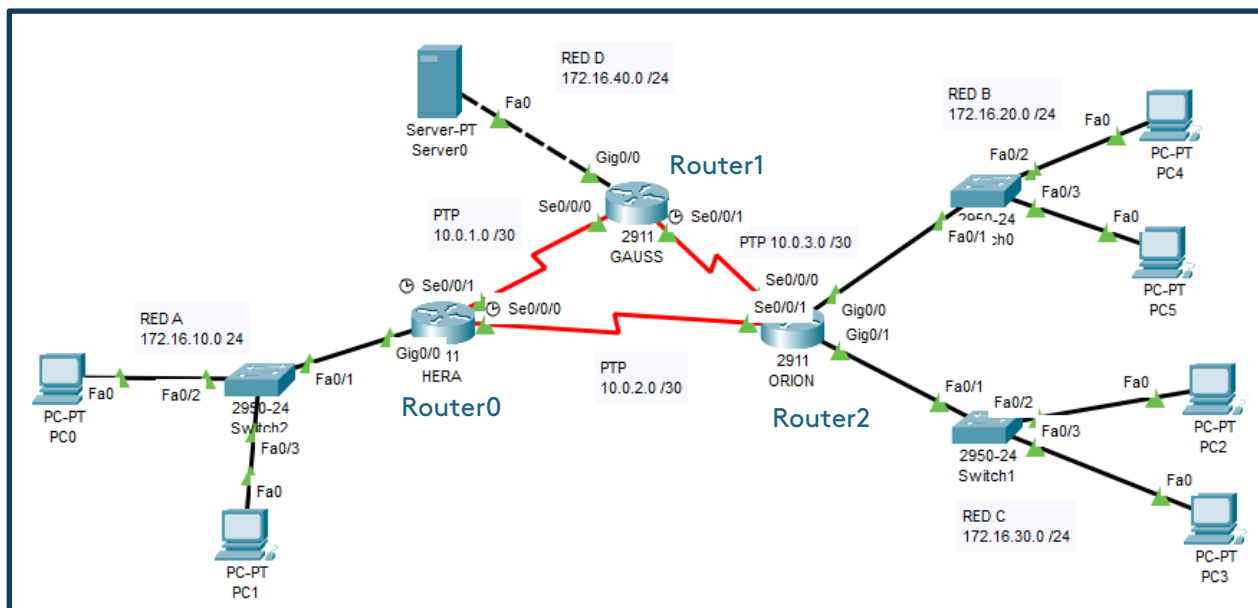 RED D
172.16.40.0 /24
Fa0
Server-PT
Server0
Gig0/0
Router1
Se0/0/0
Se0/0/1
2911
GAUSS
PTP
10.0.1.0 /30
PTP 10.0.3.0 /30
RED B
172.16.20.0 /24
Fa0
PC-PT
PC4
Fa0/2
Fa0/3
Fa0/1
Fa0
PC-PT
PC5
Se0/0/1
Se0/0/0
Gig0/0
11
HERA
Router0
PTP
10.0.2.0 /30
Se0/0/0
Se0/0/1
Gig0/0
Gig0/1
2911
ORION
Router2
RED A
172.16.10.0 24
Fa0
PC-PT
PC0
Fa0/2
Fa0/1
2950-24
Switch2
Fa0/3
Fa0
PC-PT
PC1
Fa0/1
Fa0/2
Fa0/3
2950-24
Switch1
Fa0
PC-PT
PC2
Fa0
PC-PT
PC3
RED C
172.16.30.0 /24